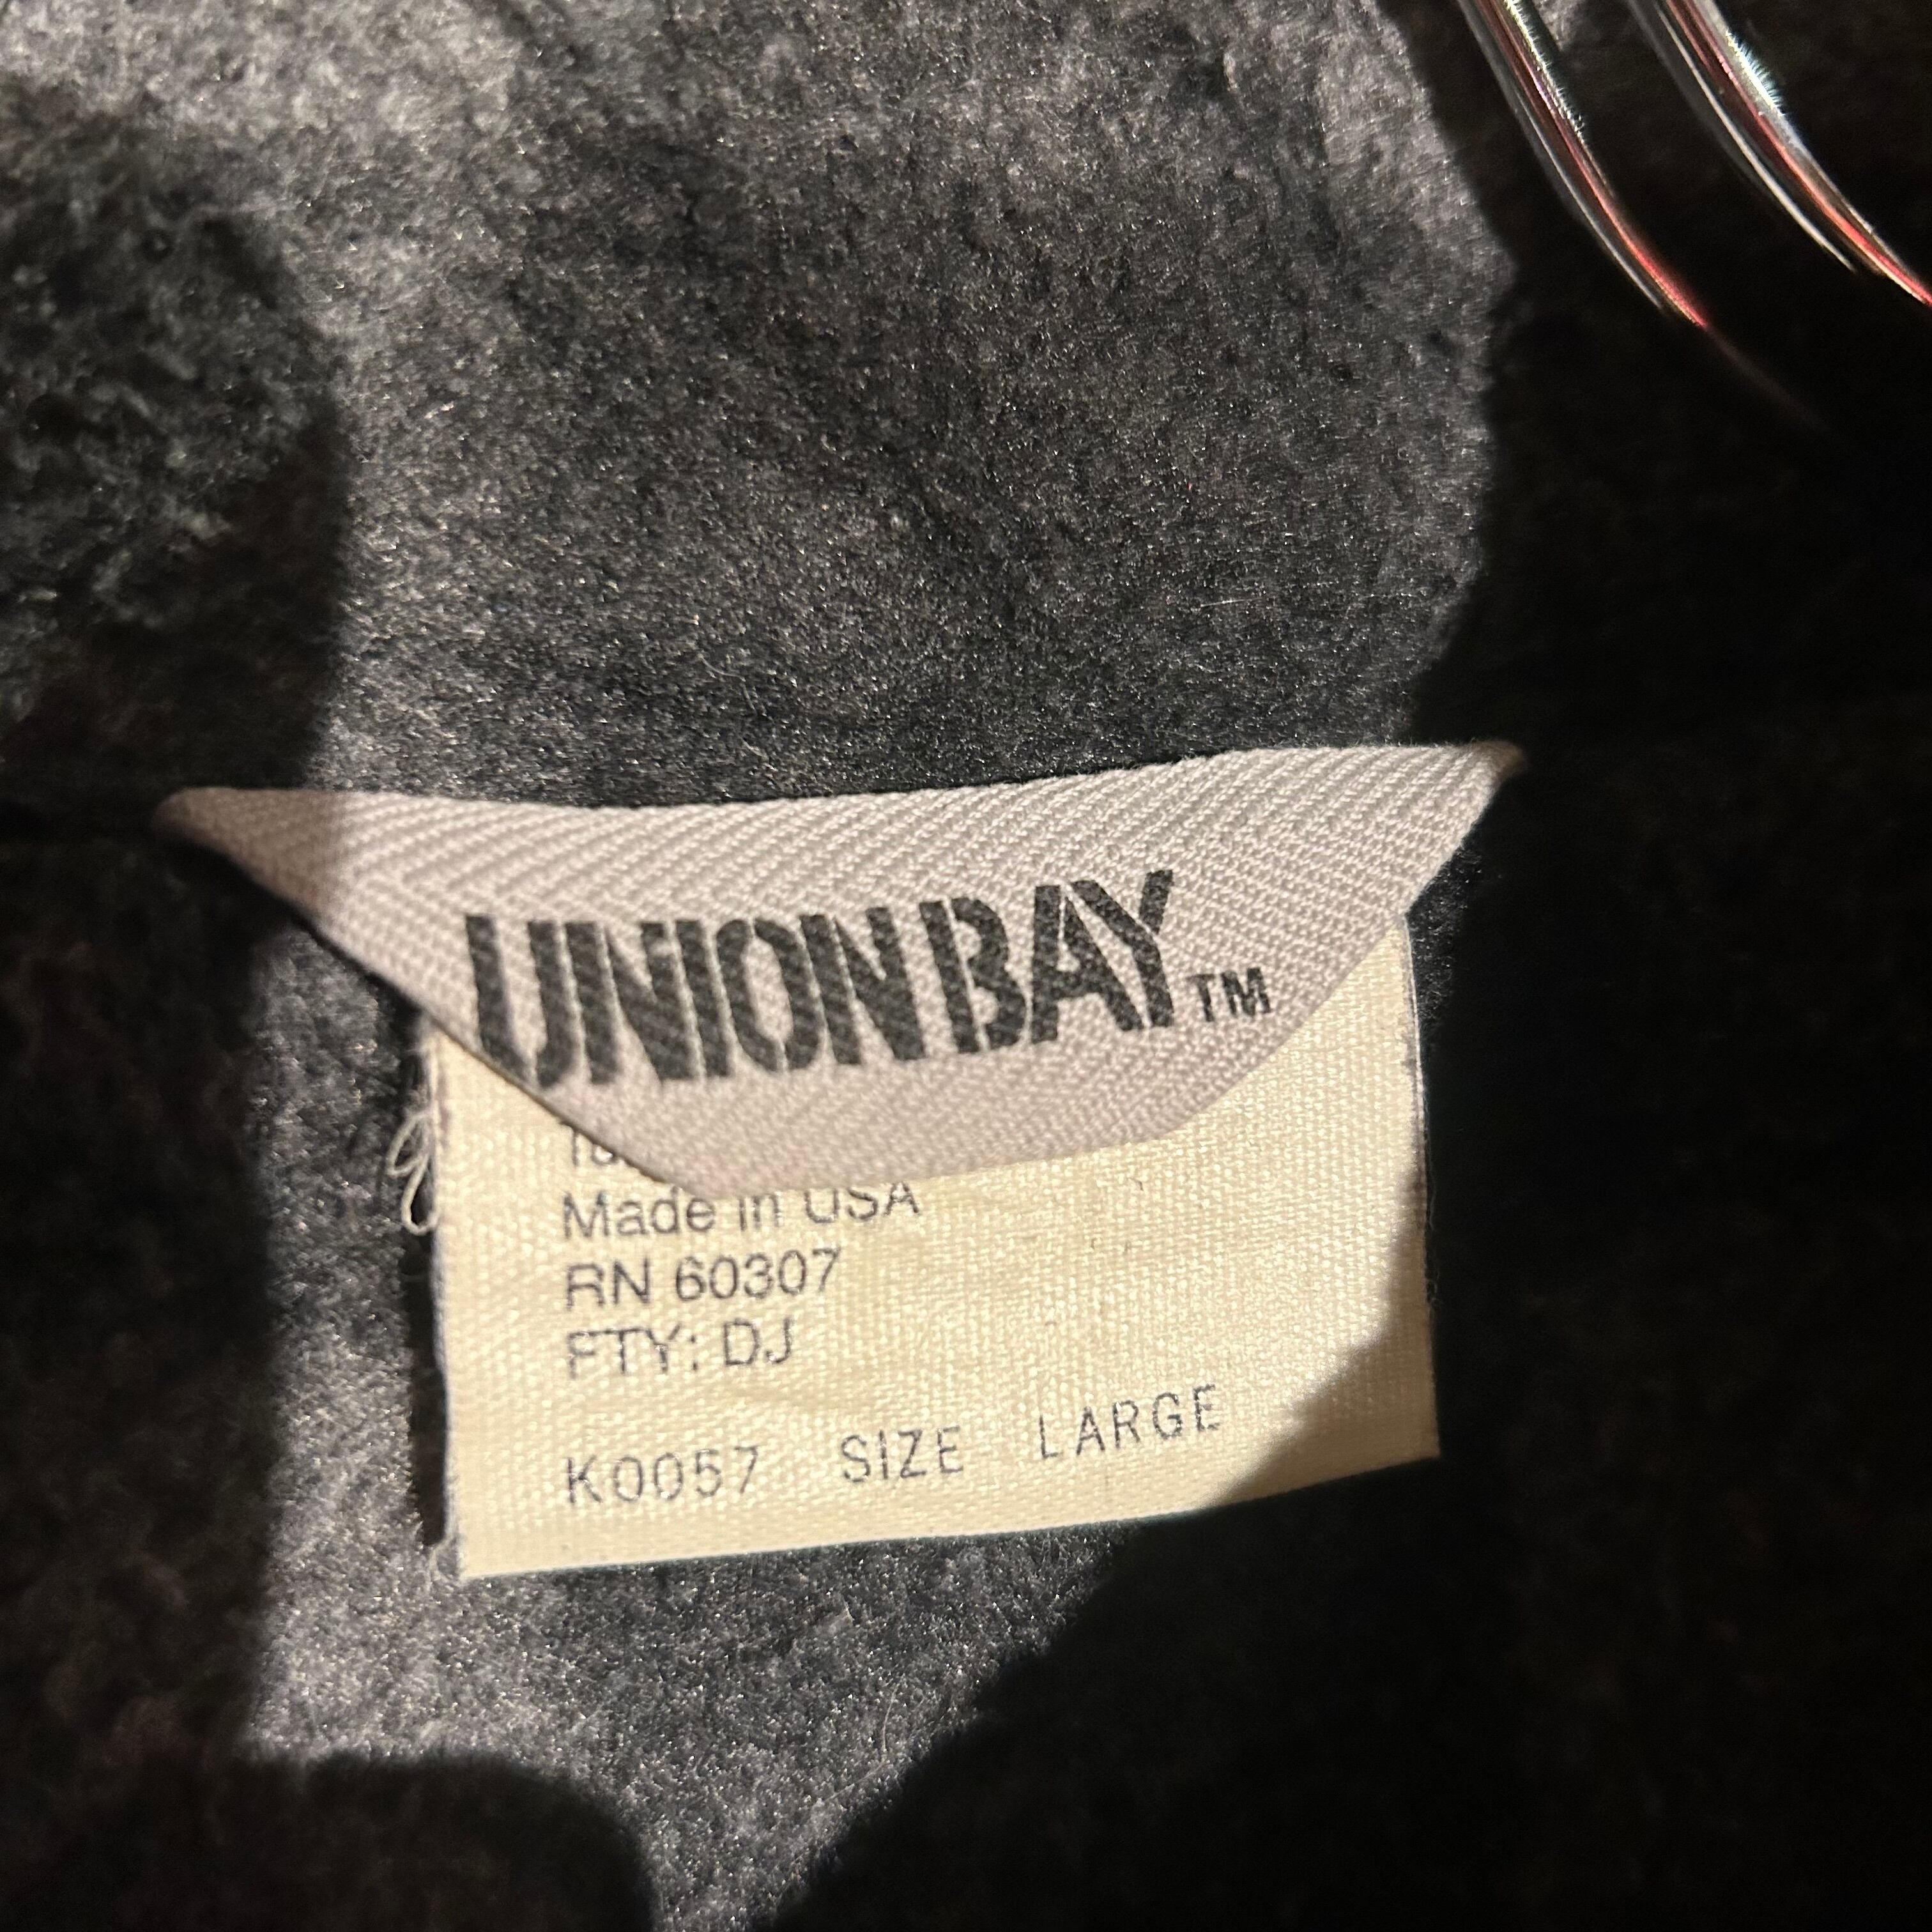 UNIONBAY™
Made in USA
RN 60307
FTY: DJ
K0057 SIZE LARGE